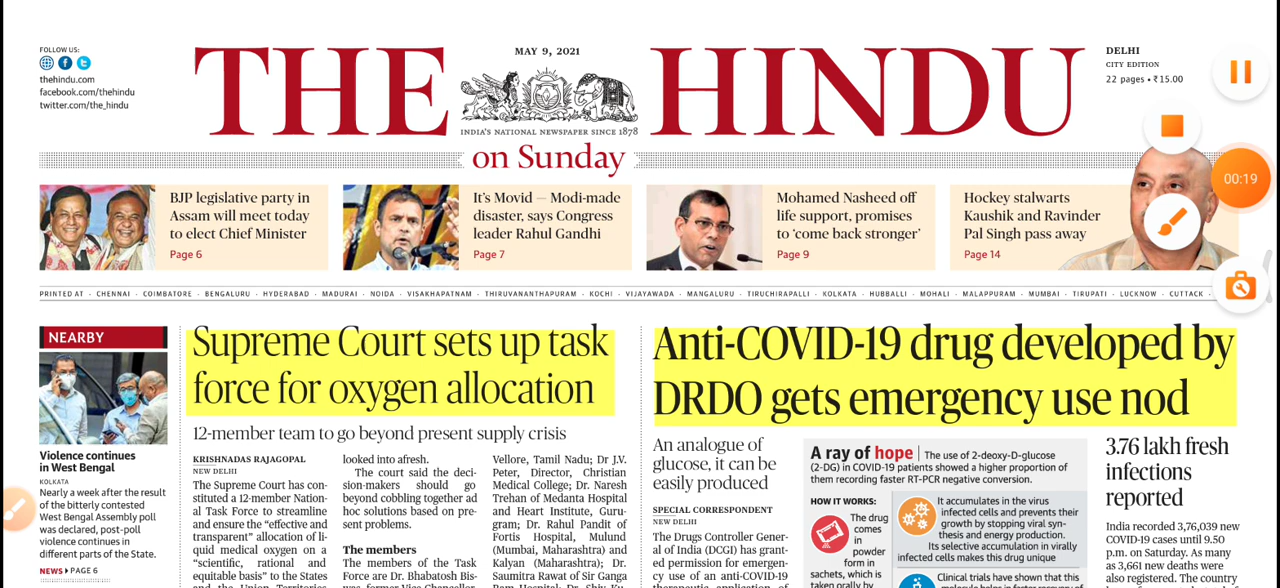 FOLLOW US:
thehindu.com
facebook.com/thehindu
twitter.com/the_hindu
THE HINDU
MAY 9, 2021
INDIA'S NATIONAL NEWSPAPER SINCE 1878
on Sunday
DELHI
CITY EDITION
22 pages • ₹15.00
00:19
BJP legislative party in
Assam will meet today
to elect Chief Minister
Page 6
It's Movid — Modi-made
disaster, says Congress
leader Rahul Gandhi
Page 7
Mohamed Nasheed off
life support, promises
to 'come back stronger'
Page 9
Hockey stalwarts
Kaushik and Ravinder
Pal Singh pass away
Page 14
PRINTED AT · CHENNAI · COIMBATORE · BENGALURU · HYDERABAD · MADURAI · NOIDA · VISAKHAPATNAM · THIRUVANANTHAPURAM · KOCHI · VIJAYAWADA · MANGALURU · TIRUCHIRAPALLI · KOLKATA · HUBBALLI · MOHALI · MALAPPURAM · MUMBAI · TIRUPATI · LUCKNOW · CUTTACK ·
NEARBY
Violence continues
in West Bengal
KOLKATA
Nearly a week after the result
of the bitterly contested
West Bengal Assembly poll
was declared, post-poll
violence continues in
different parts of the State.
NEWS PAGE 6
Supreme Court sets up task
force for oxygen allocation
12-member team to go beyond present supply crisis
KRISHNADAS RAJAGOPAL
NEW DELHI
The Supreme Court has con-
stituted a 12-member Nation-
al Task Force to streamline
and ensure the "effective and
transparent" allocation of li-
quid medical oxygen on a
"scientific, rational and
equitable basis" to the States
looked into afresh.
The court said the deci-
sion-makers should go
beyond cobbling together ad
hoc solutions based on pre-
sent problems.
The members
The members of the Task
Force are Dr. Bhabatosh Bis-
Vellore, Tamil Nadu; Dr J.V.
Peter, Director, Christian
Medical College; Dr. Naresh
Trehan of Medanta Hospital
and Heart Institute, Guru-
gram; Dr. Rahul Pandit of
Fortis Hospital, Mulund
(Mumbai, Maharashtra) and
Kalyan (Maharashtra); Dr.
Saumitra Rawat of Sir Ganga
Anti-COVID-19 drug developed by
DRDO gets emergency use nod
An analogue of
glucose, it can be
easily produced
SPECIAL CORRESPONDENT
NEW DELHI
The Drugs Controller Gener-
al of India (DCGI) has grant-
ed permission for emergen-
cy use of an anti-COVID-19
A ray of hope | The use of 2-deoxy-D-glucose
(2-DG) in COVID-19 patients showed a higher proportion of
them recording faster RT-PCR negative conversion.
HOW IT WORKS:
The drug
comes
in
powder
form in
sachets, which is
taken orally by
It accumulates in the virus
infected cells and prevents their
growth by stopping viral syn-
thesis and energy production.
Its selective accumulation in virally
infected cells makes this drug unique
Clinical trials have shown that this
3.76 lakh fresh
infections
reported
India recorded 3,76,039 new
COVID-19 cases until 9.50
p.m. on Saturday. As many
as 3,661 new deaths were
also registered. The country